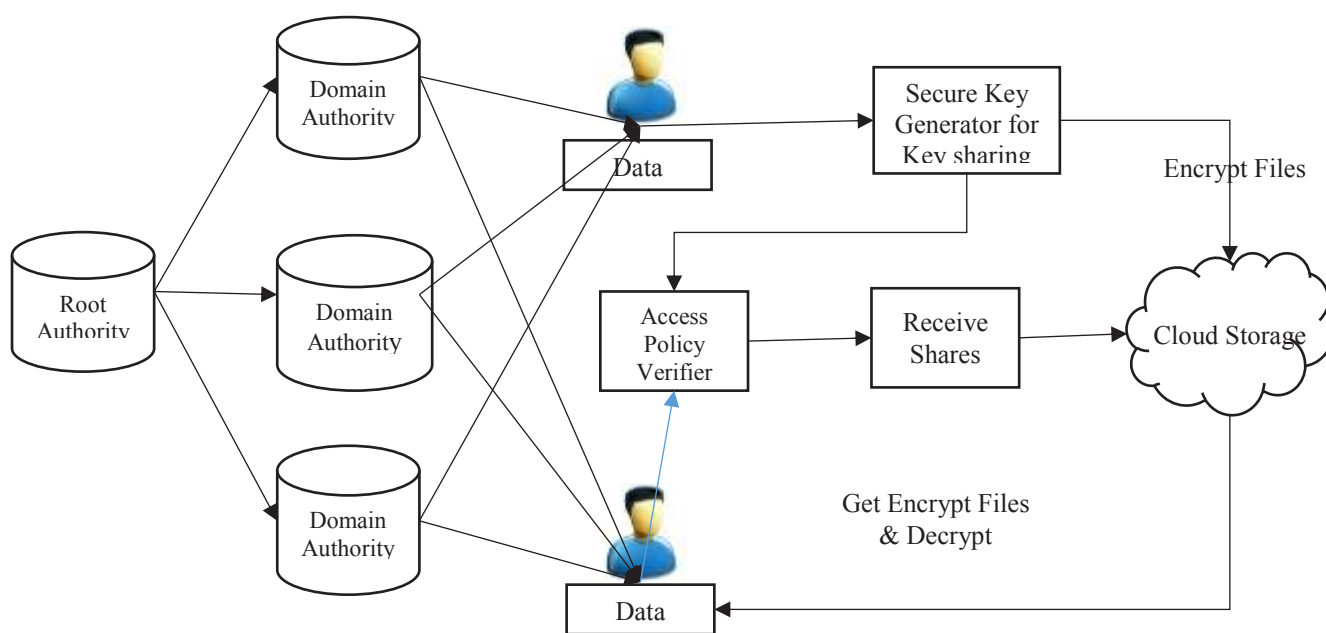 Domain
Authority
Data
Secure Key
Generator for
Key sharing
Encrypt Files
Root
Authority
Domain
Authority
Access
Policy
Verifier
Receive
Shares
Cloud Storage
Domain
Authority
Get Encrypt Files
& Decrypt
Data